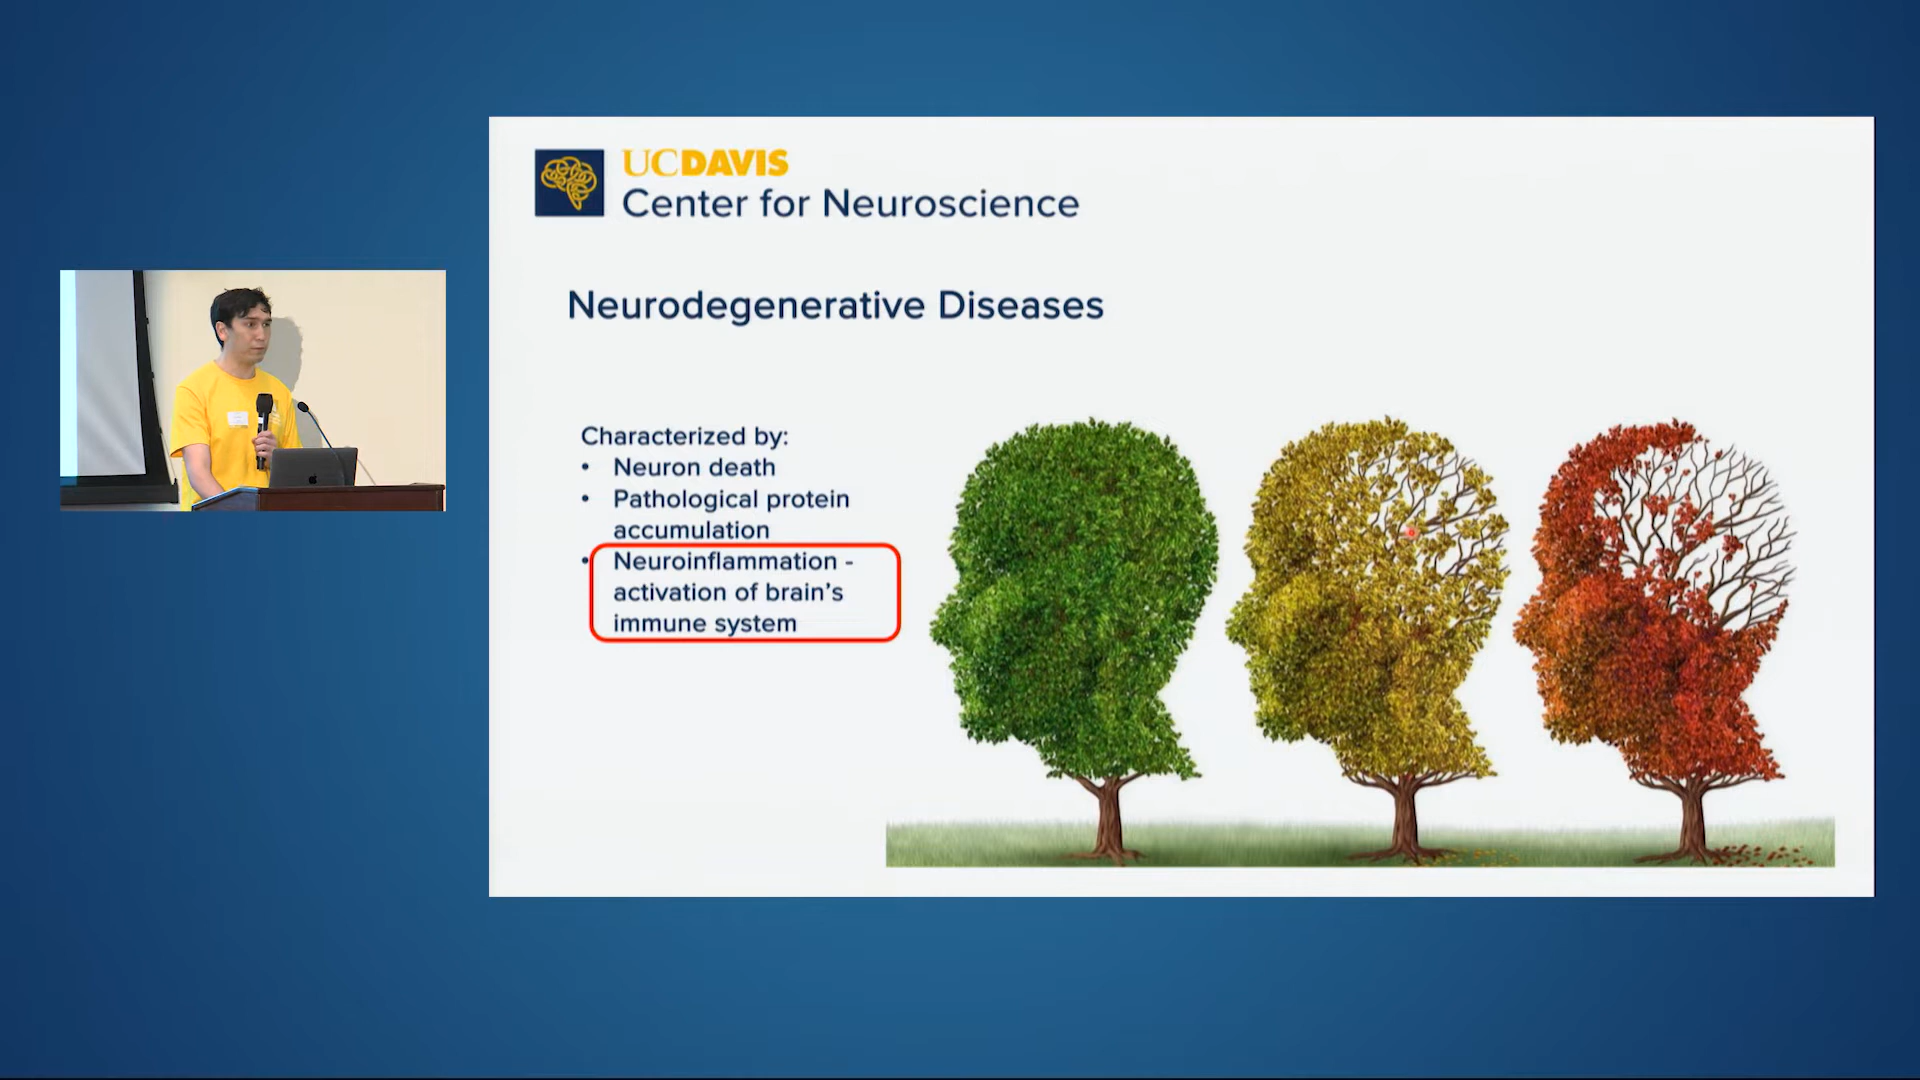 UCDAVIS
Center for Neuroscience
Neurodegenerative Diseases
Characterized by:
• Neuron death
• Pathological protein
accumulation
• Neuroinflammation -
activation of brain's
immune system